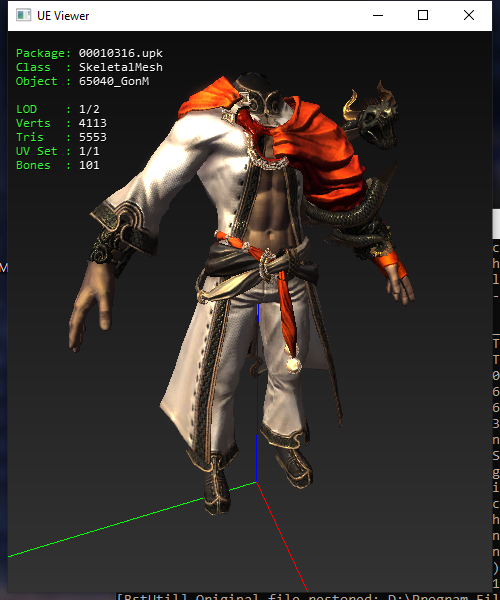 UE Viewer
Package: 00010316.upk
Class : SkeletalMesh
Object : 65040_GonM
LOD : 1/2
Verts : 4113
Tris : 5553
UV Set : 1/1
Bones : 101
[BstUtil] Original file restored: D:\Program Fil